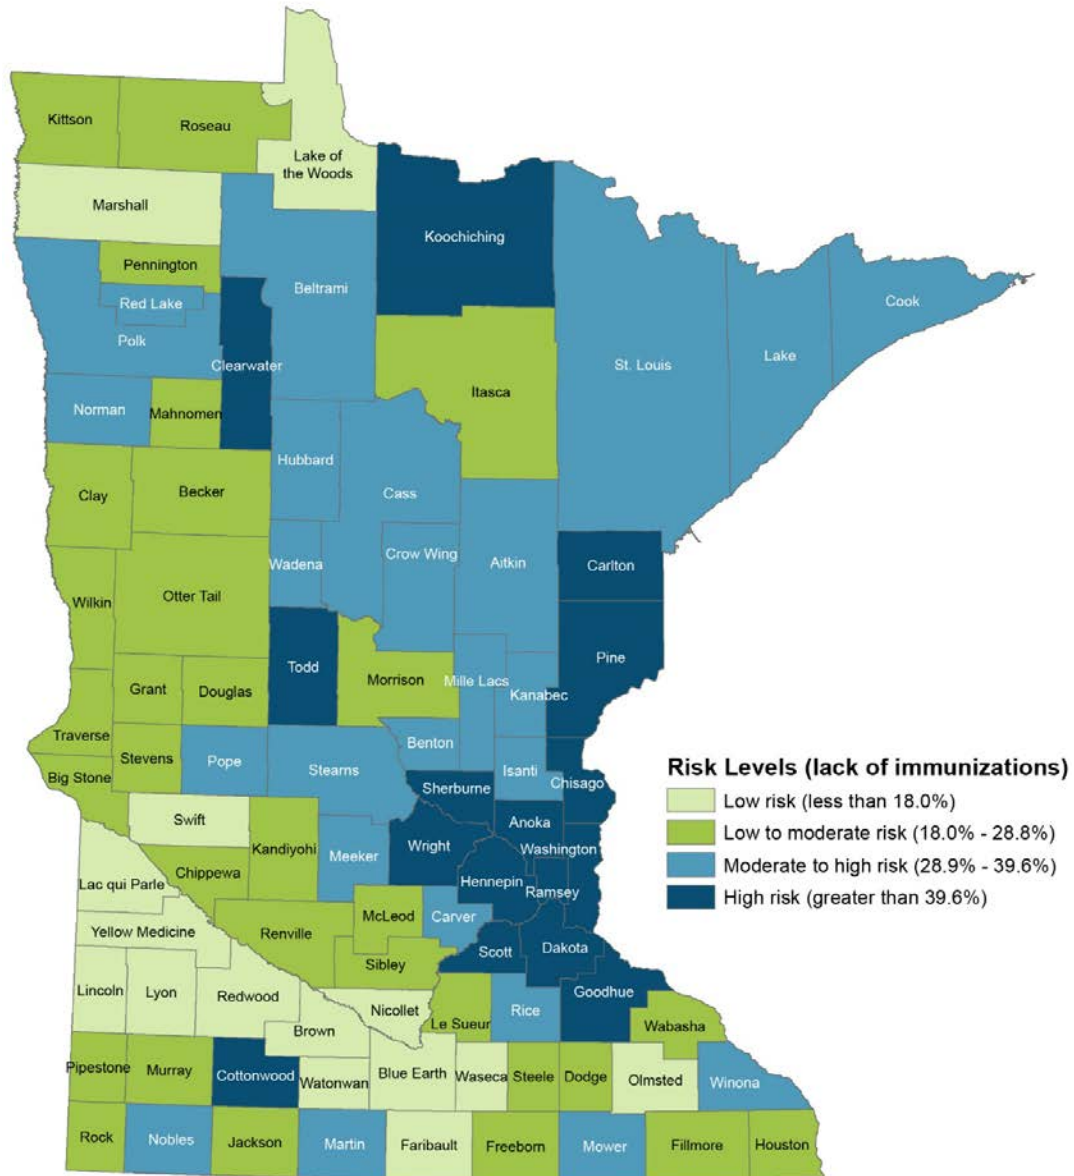 Kittson
Roseau
Lake of
the Woods
Marshall
Koochiching
Pennington
Beltrami
Red Lake
Cook
Polk
Lake
St. Louis
Clearwater
Itasca
Norman
Mahnomen
Hubbard
Clay
Becker
Cass
Crow Wing
Wadena
Aitkin
Carlton
Otter Tail
Wilkin
Pine
Todd
Morrison
Mille Lacs
Grant
Douglas
Kanabec
Traverse
Benton
Stevens
Pope
Stearns
Isanti
Big Stone
Chisago
Sherburne
Risk Levels (lack of immunizations)
Low risk (less than 18.0%)
Low to moderate risk (18.0% - 28.8%)
Moderate to high risk (28.9% - 39.6%)
High risk (greater than 39.6%)
Swift
Anoka
Wright
Kandiyohi
Meeker
Washington
Chippewa
Hennepin
Lac qui Parle
Ramsey
McLeod
Carver
Yellow Medicine
Renville
Dakota
Scott
Sibley
Lincoln
Lyon
Redwood
Goodhue
Nicollet
Rice
Le Sueur
Wabasha
Brown
Pipestone
Murray
Cottonwood
Watonwan
Blue Earth
Waseca
Steele
Dodge
Olmsted
Winona
Rock
Nobles
Jackson
Martin
Faribault
Freeborn
Mower
Fillmore
Houston